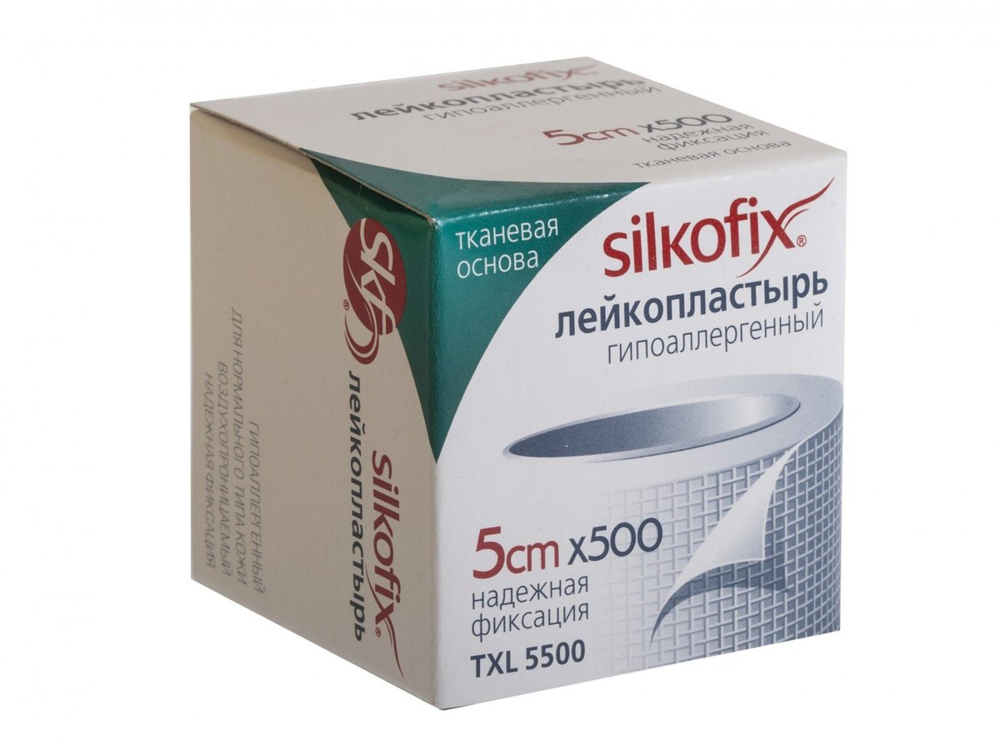 silkofix
лейкопластырь
гипоаллергенный
5cm x500
надежная
фиксация
тканевая основа
тканевая
основа
silkofix®
лейкопластырь
гипоаллергенный
5cm x500
надежная
фиксация
TXL 5500
skf®
лейкопластырь
silkofix®
ГИПОАЛЛЕРГЕННЫЙ
ДЛЯ НОРМАЛЬНОГО ТИПА КОЖИ
ВОЗДУХОПРОНИЦАЕМЫЙ
НАДЕЖНАЯ ФИКСАЦИЯ